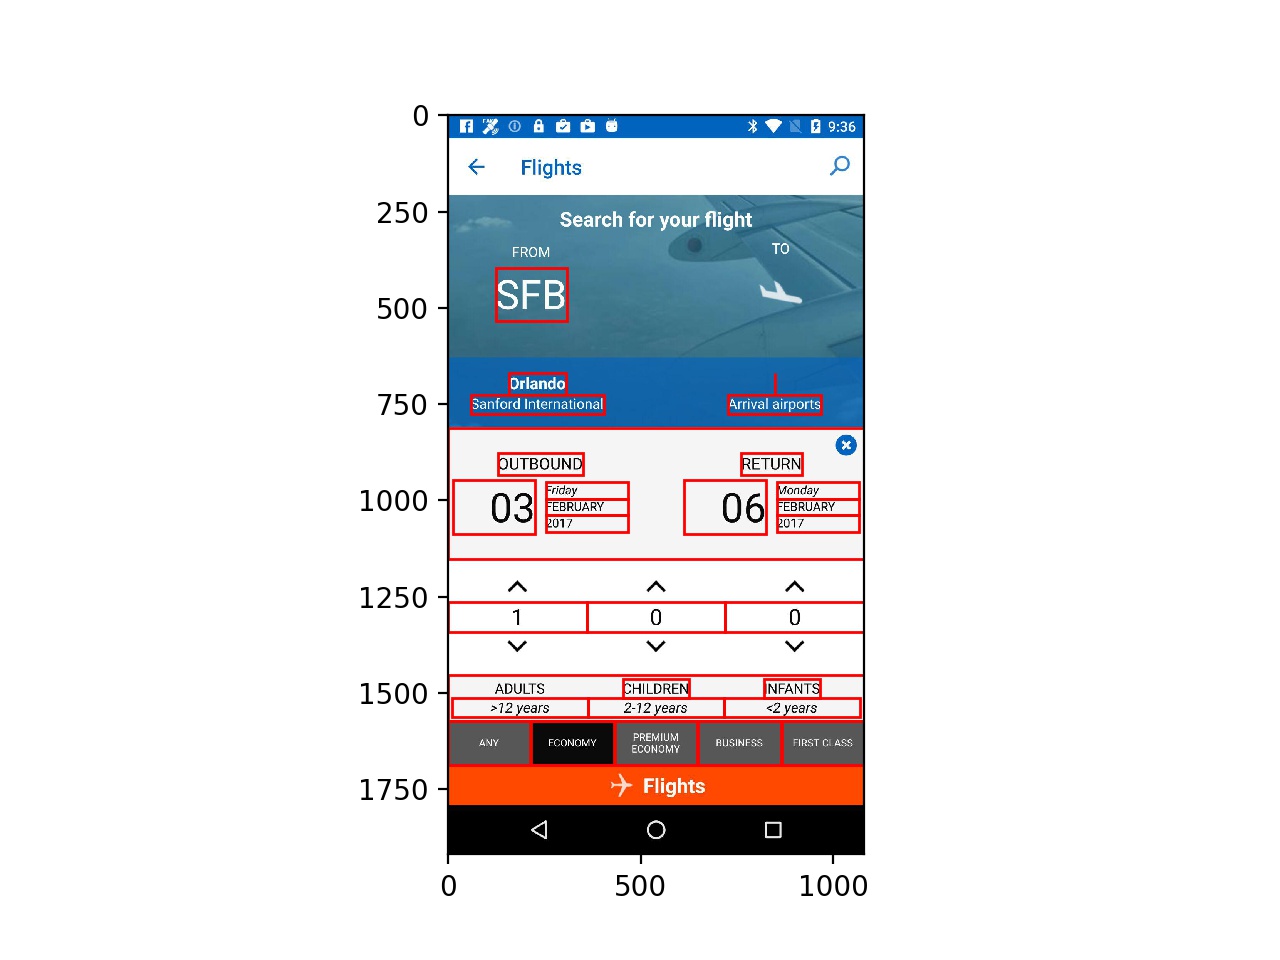 0
250
500
750
1000
1250
1500
1750
0
500
1000
9:36
Flights
Search for your flight
FROM
TO
SFB
Orlando
Sanford International
Arrival airports
OUTBOUND
RETURN
03
Friday
FEBRUARY
2017
06
Monday
FEBRUARY
2017
1
0
0
ADULTS
CHILDREN
INFANTS
>12 years
2-12 years
<2 years
ANY
ECONOMY
PREMIUM
ECONOMY
BUSINESS
FIRST CLASS
Flights